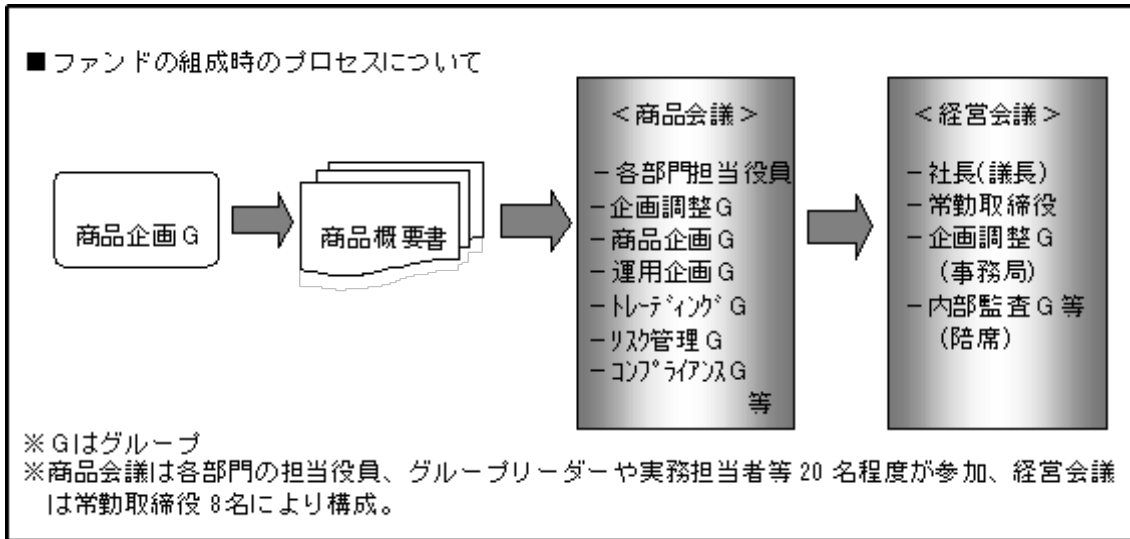 ■ファンドの組成時のプロセスについて
商品企画G
商品概要書
＜商品会議＞
－各部門担当役員
－企画調整G
－商品企画G
－運用企画G
－ﾄﾚｰﾃﾞｨﾝｸﾞG
－ﾘｽｸ管理G
－ｺﾝﾌﾟﾗｲｱﾝｽG
等
＜経営会議＞
－社長(議長)
－常勤取締役
－企画調整G
(事務局)
－内部監査G等
(陪席)
※Gはグループ
※商品会議は各部門の担当役員、グループリーダーや実務担当者等 20 名程度が参加、経営会議
は常勤取締役 8名により構成。